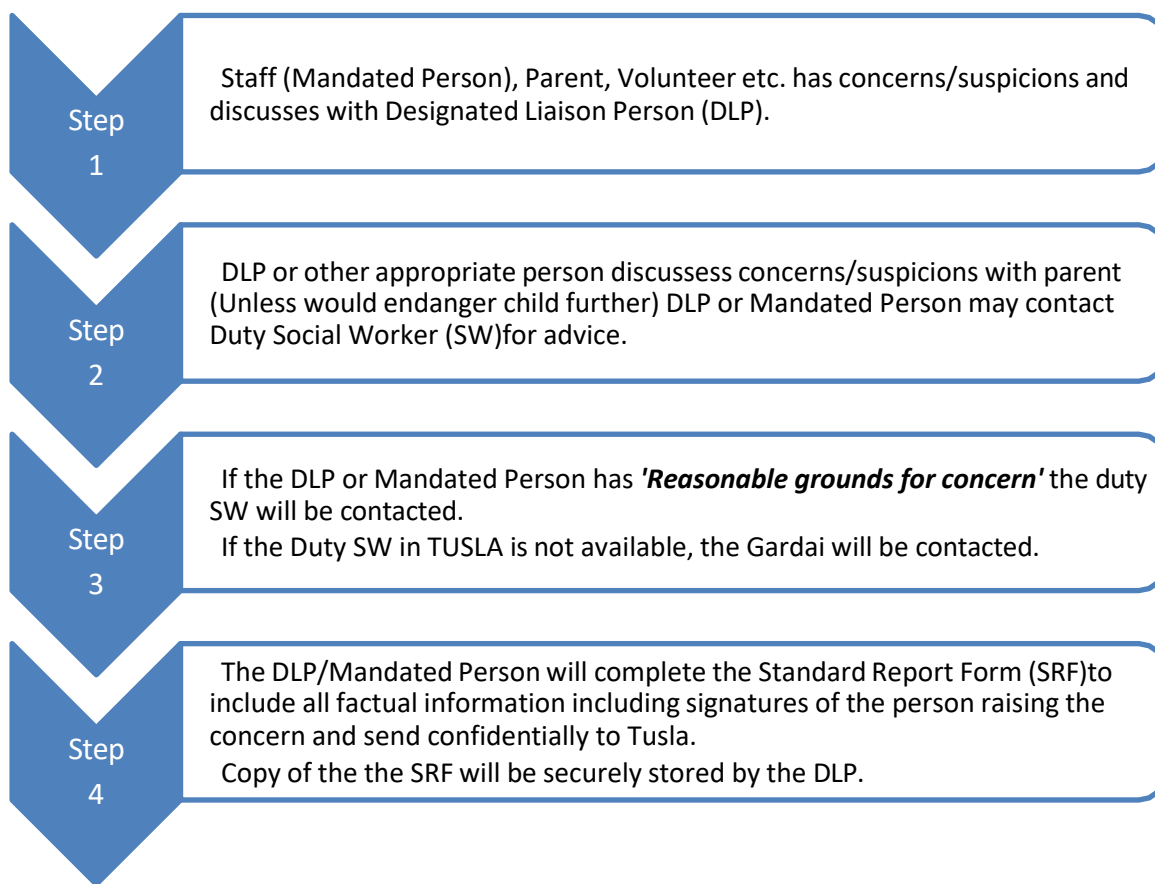 Step
1
Staff (Mandated Person), Parent, Volunteer etc. has concerns/suspicions and
discusses with Designated Liaison Person (DLP).
Step
2
DLP or other appropriate person discussess concerns/suspicions with parent
(Unless would endanger child further) DLP or Mandated Person may contact
Duty Social Worker (SW)for advice.
Step
3
If the DLP or Mandated Person has 'Reasonable grounds for concern' the duty
SW will be contacted.
If the Duty SW in TUSLA is not available, the Gardai will be contacted.
Step
4
The DLP/Mandated Person will complete the Standard Report Form (SRF)to
include all factual information including signatures of the person raising the
concern and send confidentially to Tusla.
Copy of the the SRF will be securely stored by the DLP.